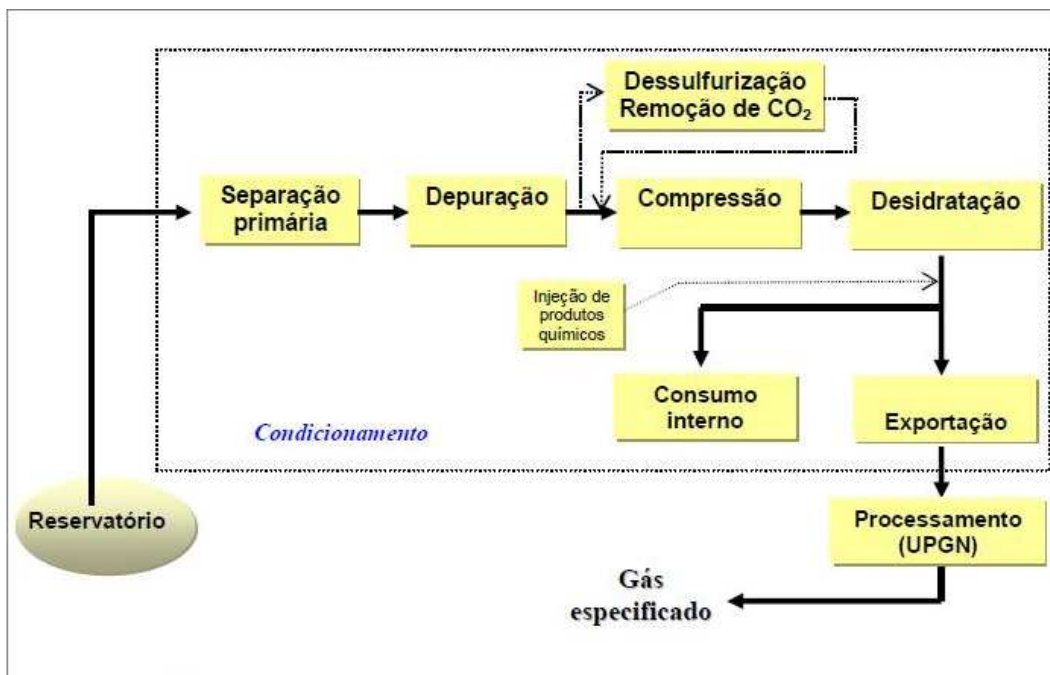 Dessulfurização
Remoção de CO₂
Separação
primária
Depuração
Compressão
Desidratação
Injeção de
produtos
químicos
Consumo
interno
Exportação
Condicionamento
Reservatório
Processamento
(UPGN)
Gás
especificado